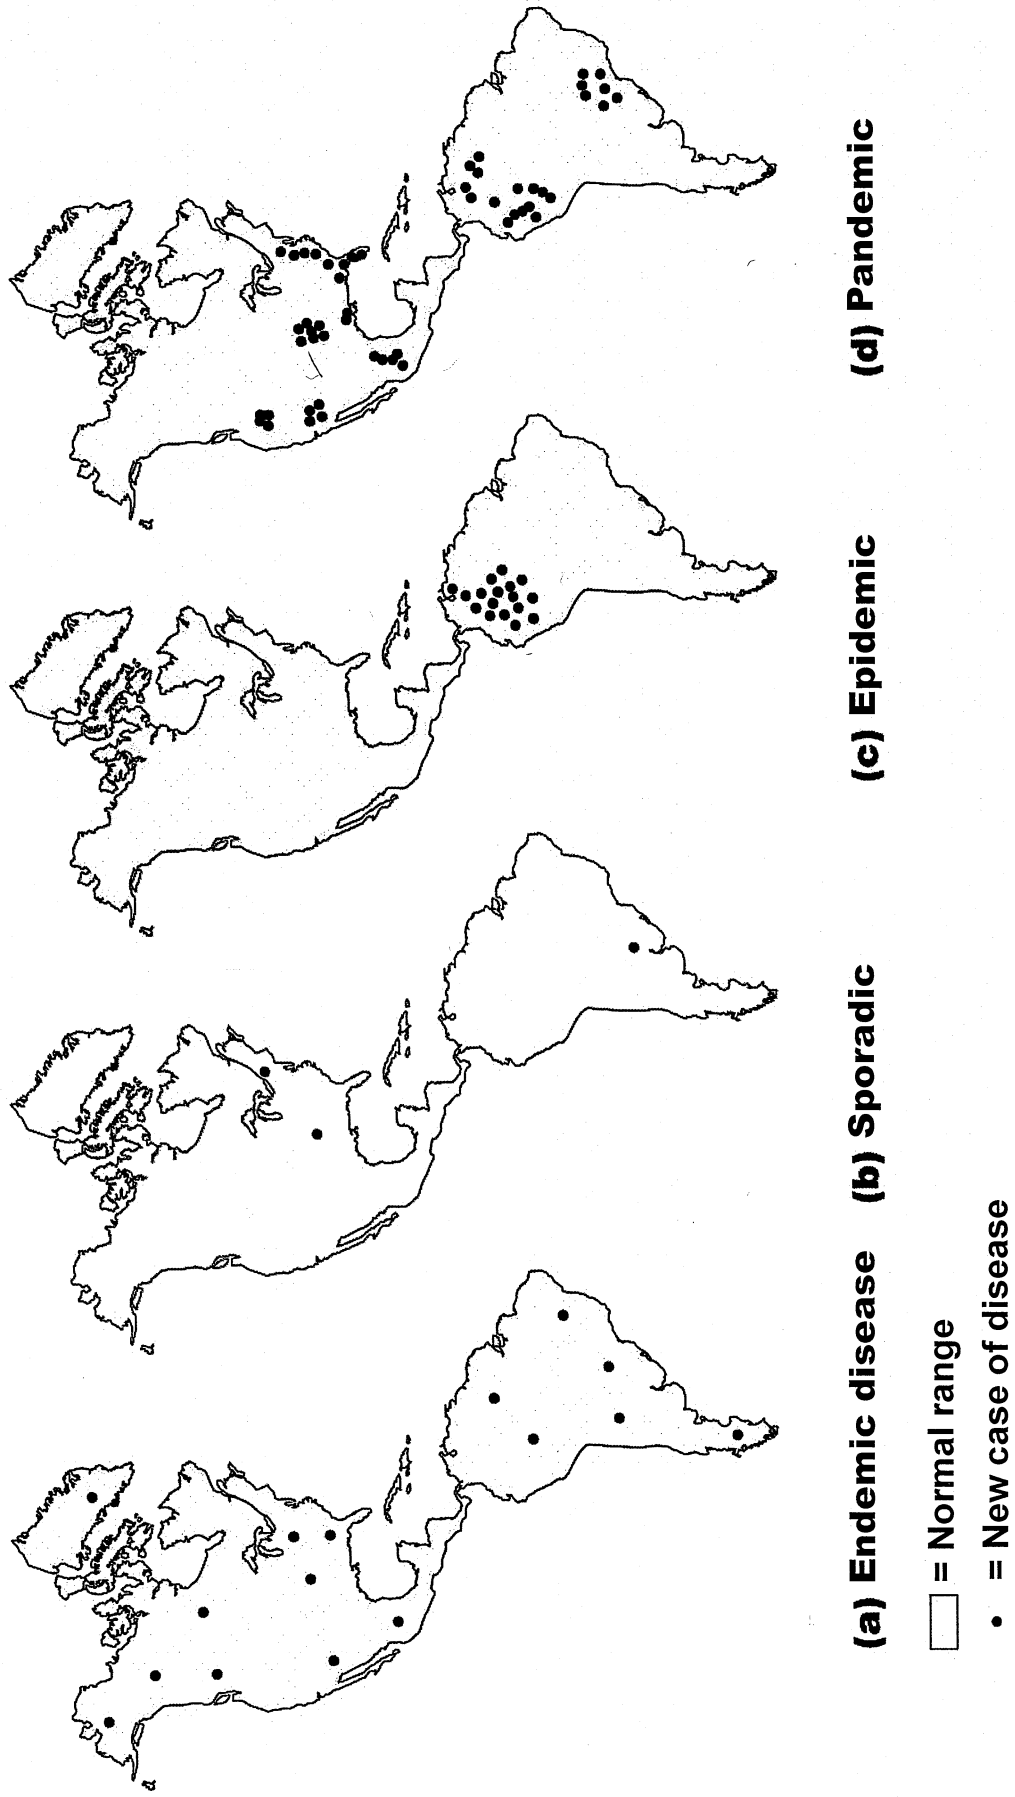 (a) Endemic disease
(b) Sporadic
(c) Epidemic
(d) Pandemic
= Normal range
• = New case of disease